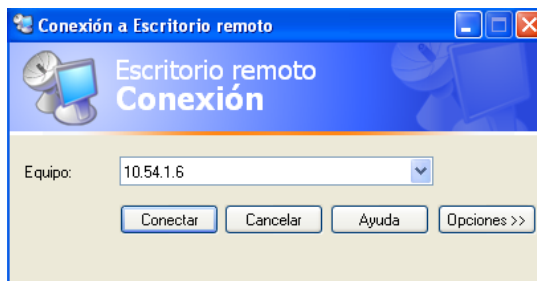 Conexión a Escritorio remoto
Escritorio remoto
Conexión
Equipo: 10.54.1.6
Conectar Cancelar Ayuda Opciones >>